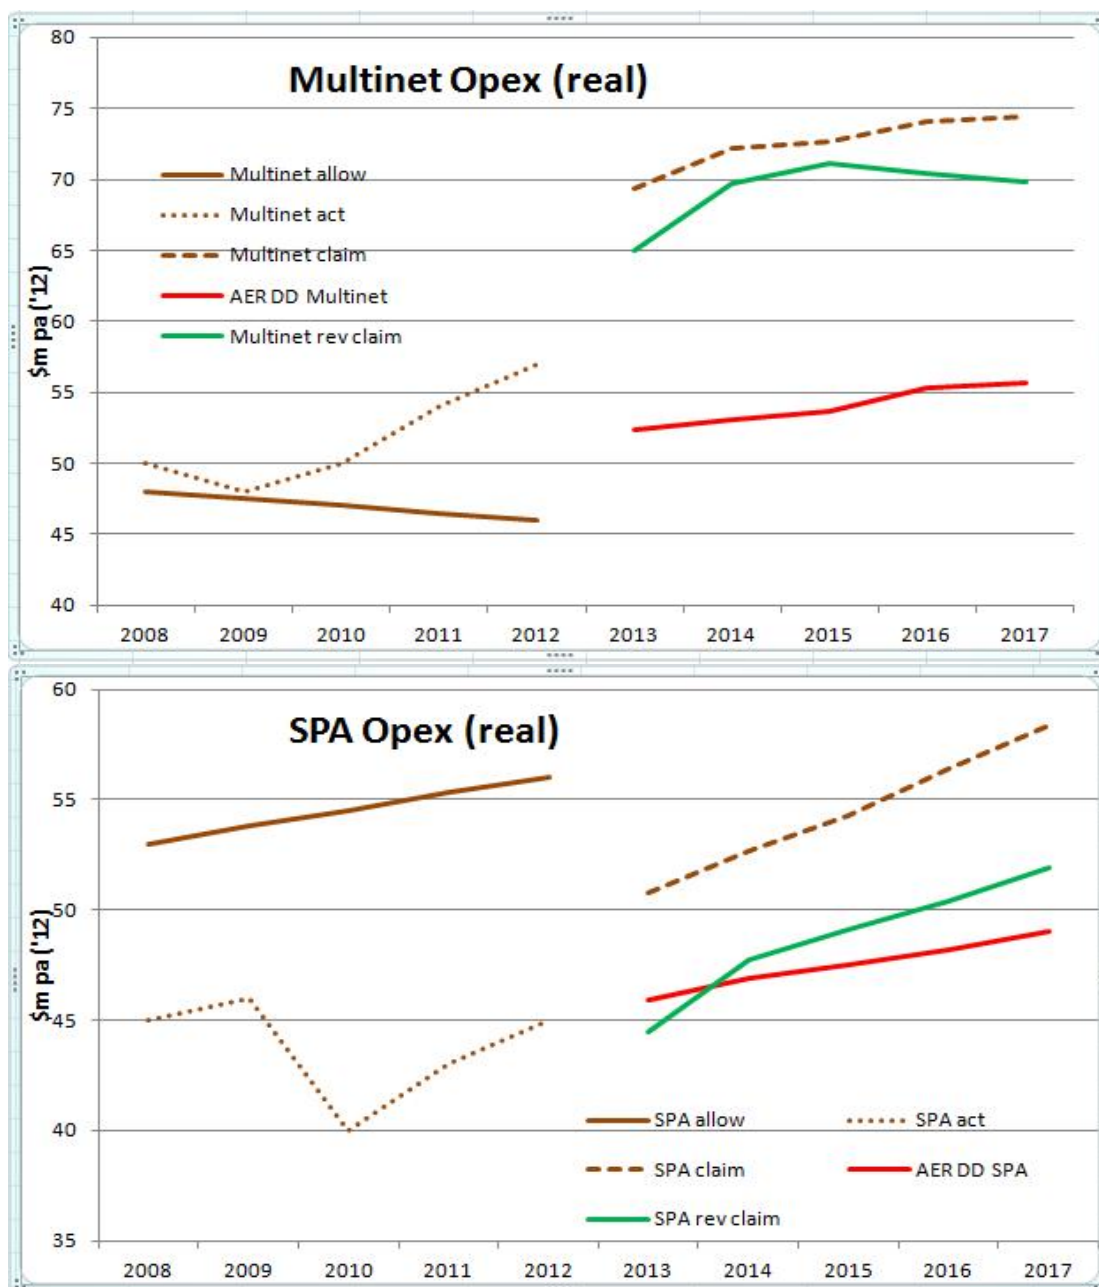 Multinet Opex (real)
80
75
70
65
60
55
50
45
40
$m pa ('12)
Multinet allow
Multinet act
Multinet claim
AER DD Multinet
Multinet rev claim
2008 2009 2010 2011 2012 2013 2014 2015 2016 2017
SPA Opex (real)
60
55
50
45
40
35
$m pa ('12)
SPA allow SPA act
SPA claim AER DD SPA
SPA rev claim
2008 2009 2010 2011 2012 2013 2014 2015 2016 2017